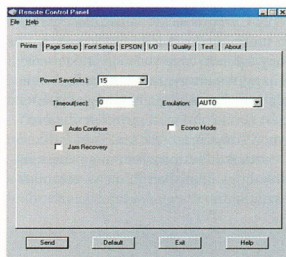 Remote Control Panel
File Help
Printer Page Setup Font Setup EPSON I/O Quality Test About
Power Save(min.): 15
Timeout(sec): 0 Emulation: AUTO
Auto Continue Econo Mode
Jam Recovery
Send Default Exit Help